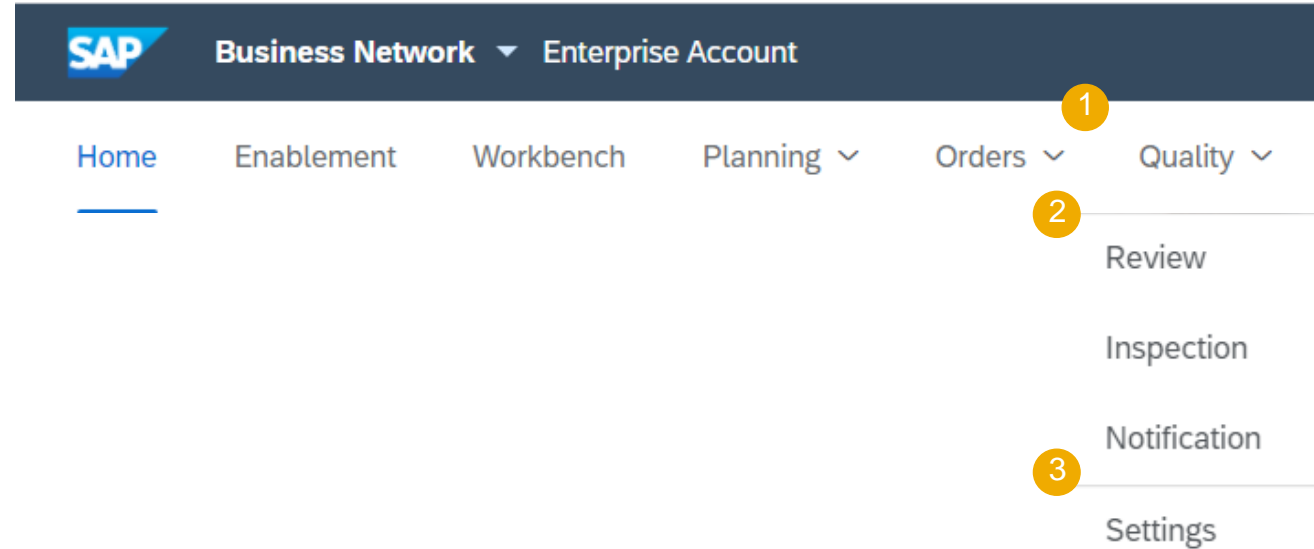 SAP Business Network Enterprise Account
1
Home Enablement Workbench Planning Orders Quality
2
Review
Inspection
Notification
3
Settings